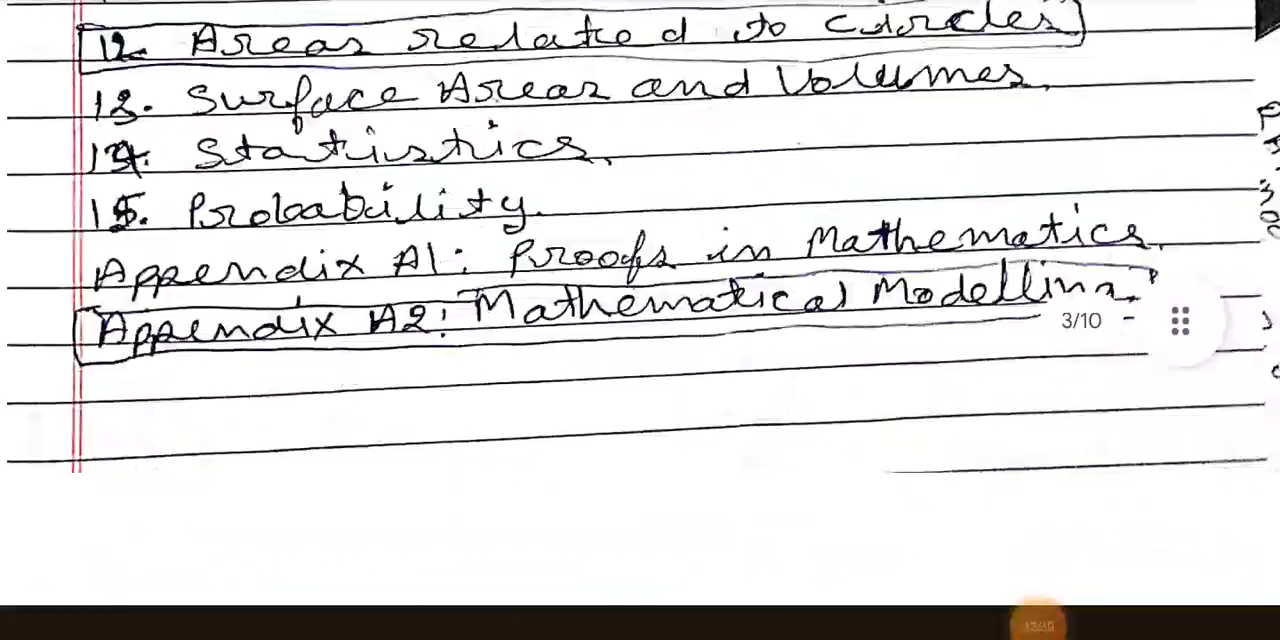 12. Areas related to circles
13. Surface Areas and Volumes.
14. Statistics.
15. Probability.
Appendix A1: Proofs in Mathematics.
Appendix A2: Mathematical Modelling.
3/10